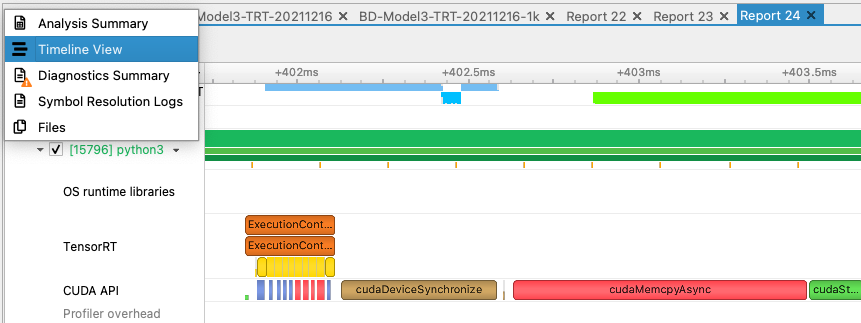 Analysis Summary
Timeline View
Diagnostics Summary
Symbol Resolution Logs
Files
Model3-TRT-20211216 ✕ BD-Model3-TRT-20211216-1k ✕ Report 22 ✕ Report 23 ✕ Report 24 ✕
+402ms +402.5ms +403ms +403.5ms
T
[15796] python3
OS runtime libraries
TensorRT
ExecutionCont...
ExecutionCont...
CUDA API
cudaDeviceSynchronize cudaMemcpyAsync cudaSt...
Profiler overhead